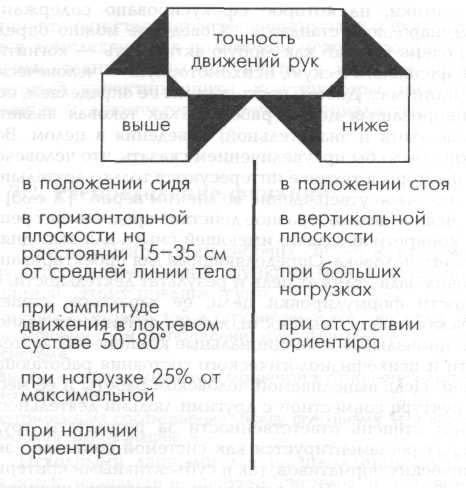 точность
движений рук
выше
ниже
в положении сидя
в горизонтальной
плоскости на
расстоянии 15–35 см
от средней линии тела
при амплитуде
движения в локтевом
суставе 50–80°
при нагрузке 25% от
максимальной
при наличии
ориентира
в положении стоя
в вертикальной
плоскости
при больших
нагрузках
при отсутствии
ориентира